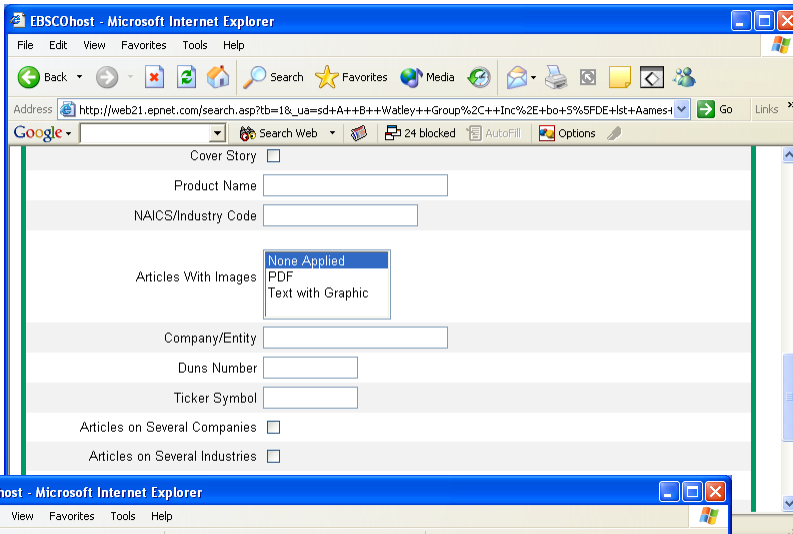 EBSCOhost - Microsoft Internet Explorer
File Edit View Favorites Tools Help
Back Search Favorites Media
Address http://web21.epnet.com/search.asp?tb=1&_ua=sd+A++B++Watley++Group%2C++Inc%2E+bo+S%5FDE+lst+Aames+ Go Links »
Google Search Web 24 blocked AutoFill Options
Cover Story
Product Name
NAICS/Industry Code
None Applied
Articles With Images PDF
Text with Graphic
Company/Entity
Duns Number
Ticker Symbol
Articles on Several Companies
Articles on Several Industries
host - Microsoft Internet Explorer
View Favorites Tools Help